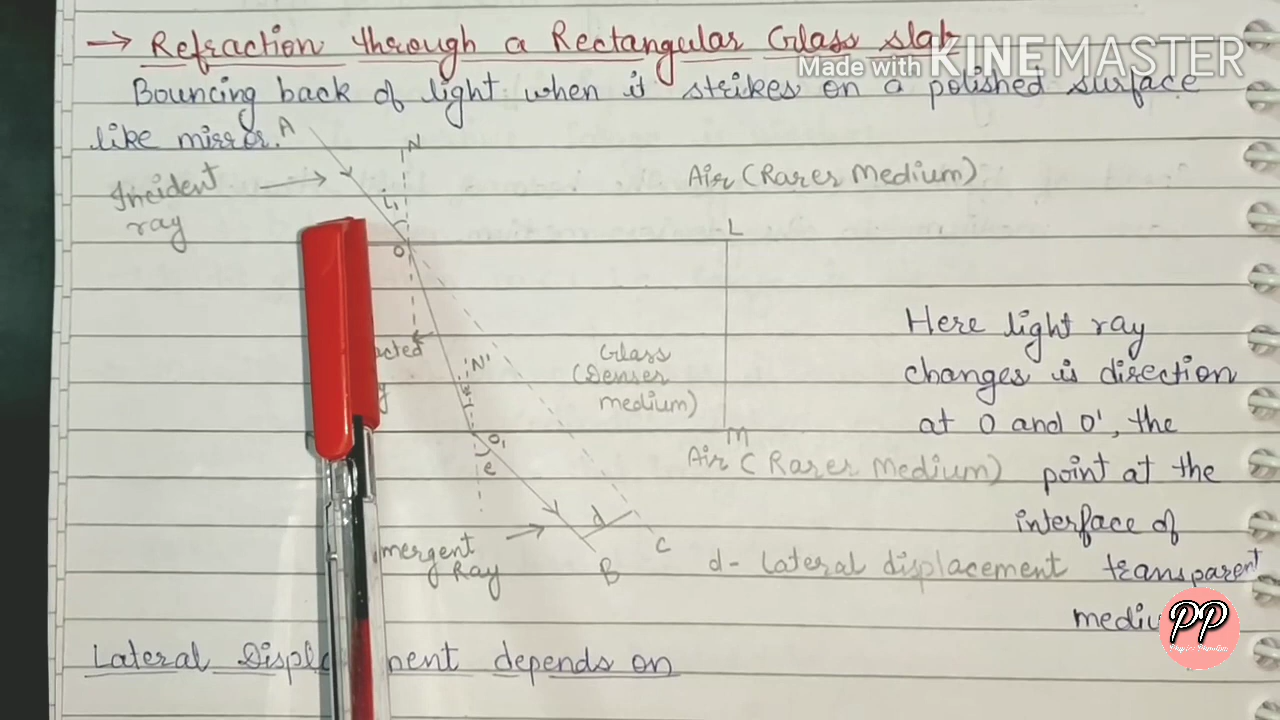 → Refraction through a Rectangular Glass slab
Made with KINEMASTER
Bouncing back of light when it strikes on a polished surface
like mirror.
A
N
Incident
ray
i₁
Air (Rarer Medium)
O
L
N'
Glass
(Denser
medium)
Here light ray
changes is direction
at O and O', the
point at the
interface of
transparent
O'
M
e
Air (Rarer Medium)
d
C
B
Ray
d- Lateral displacement
PP
Lateral depends on